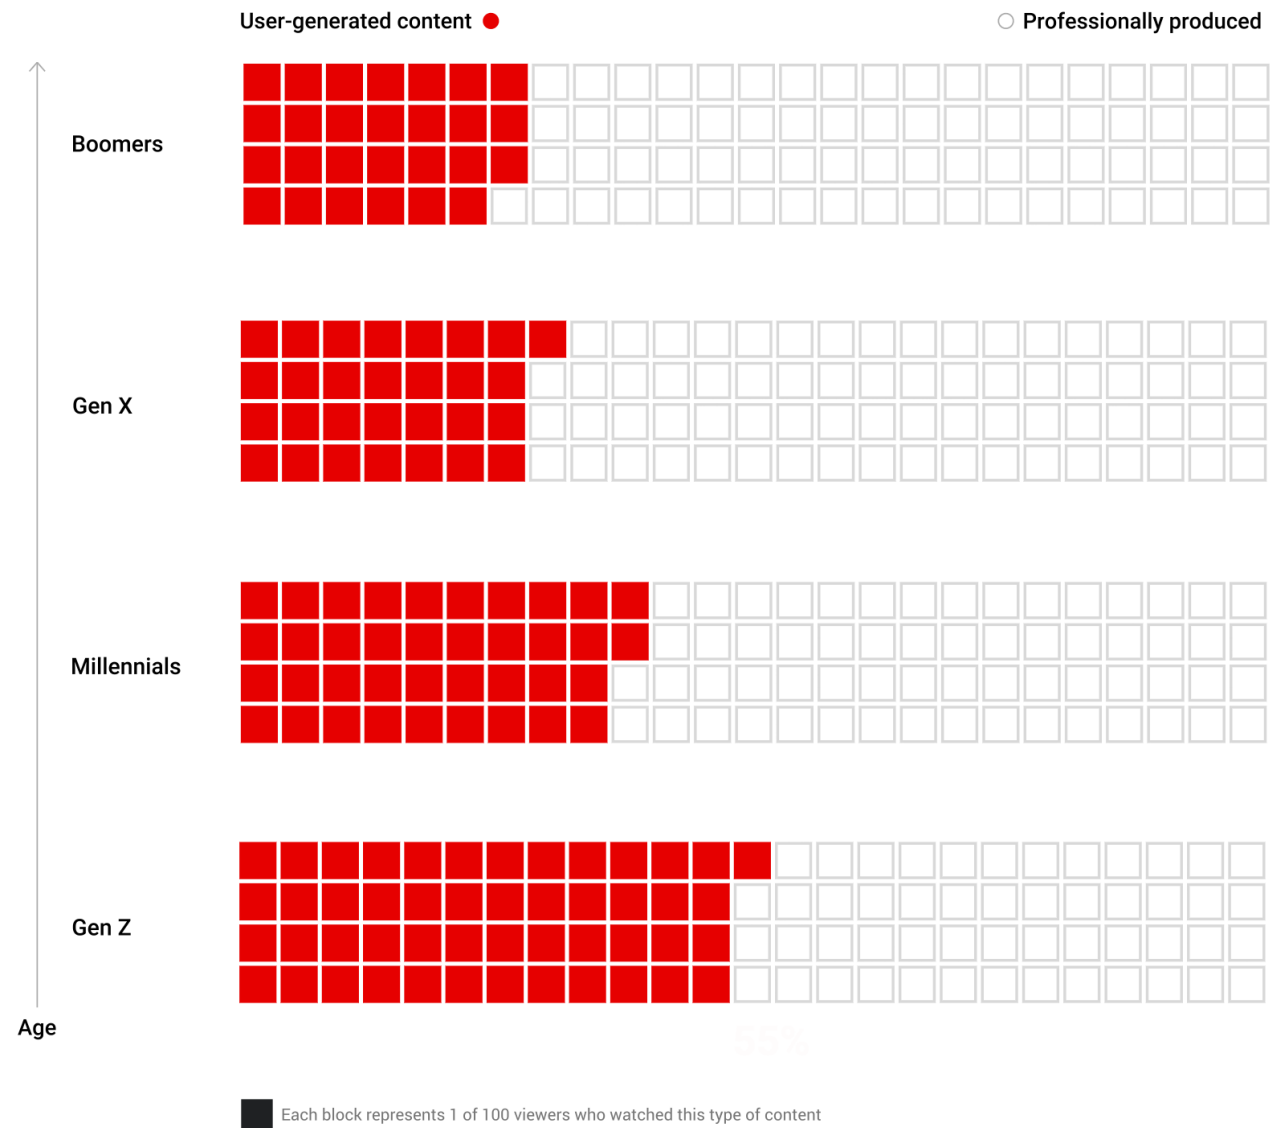 User-generated content
Professionally produced
Boomers
Gen X
Millennials
Gen Z
Age
55%
Each block represents 1 of 100 viewers who watched this type of content